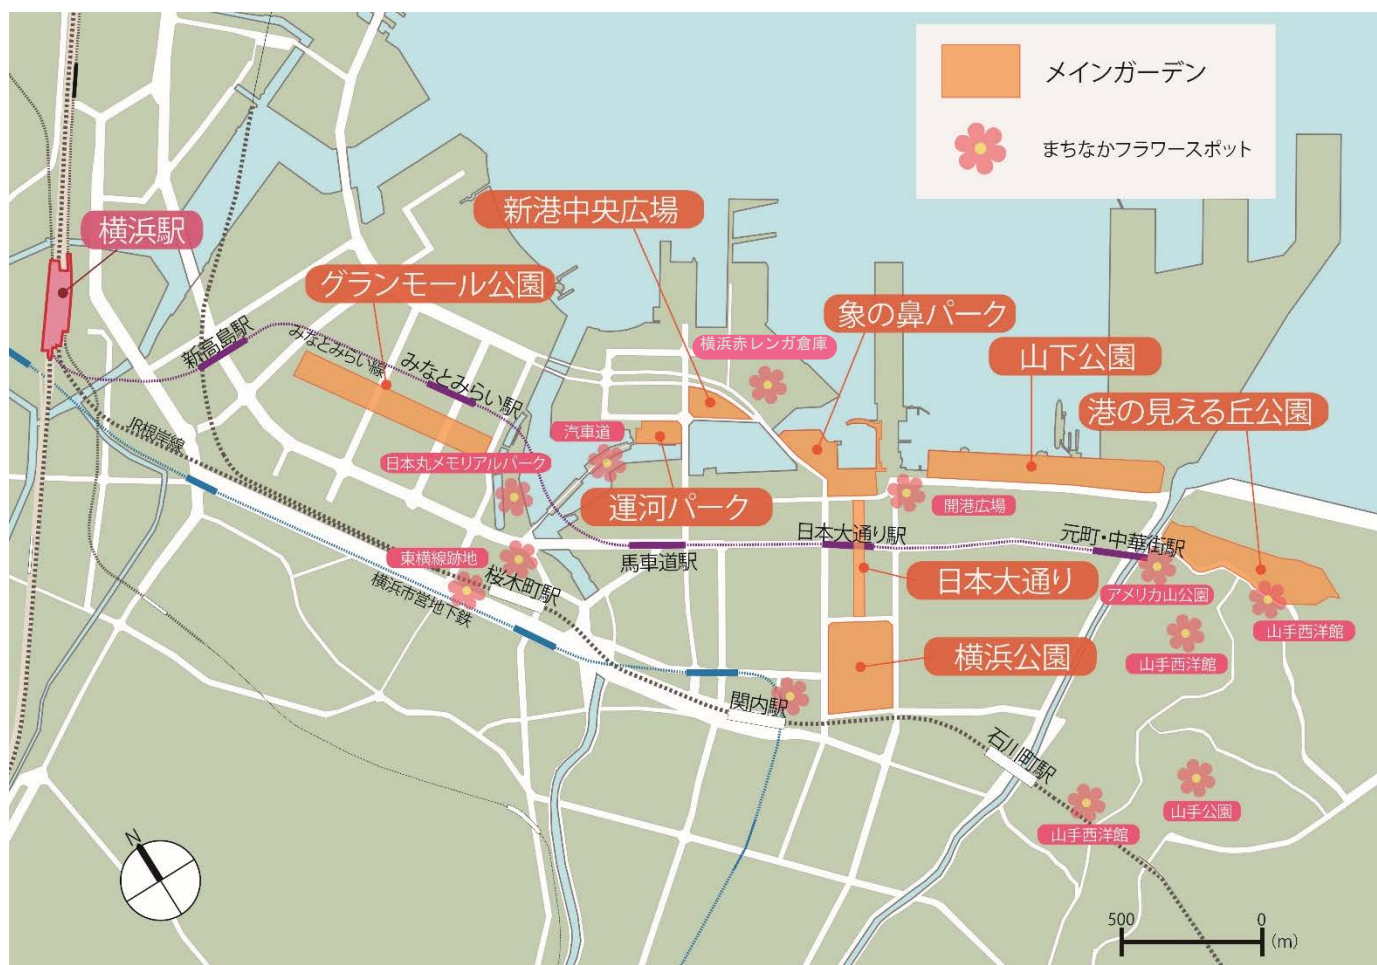 メインガーデン
まちなかフラワースポット
新港中央広場
横浜駅
グランモール公園
象の鼻パーク
新高島駅
みなとみらい線
みなとみらい駅
横浜赤レンガ倉庫
山下公園
港の見える丘公園
JR根岸線
汽車道
日本丸メモリアルパーク
運河パーク
開港広場
東横線跡地
桜木町駅
馬車道駅
日本大通り駅
元町・中華街駅
横浜市営地下鉄
日本大通り
アメリカ山公園
山手西洋館
横浜公園
山手西洋館
関内駅
石川町駅
山手公園
山手西洋館
N
500
0
(m)